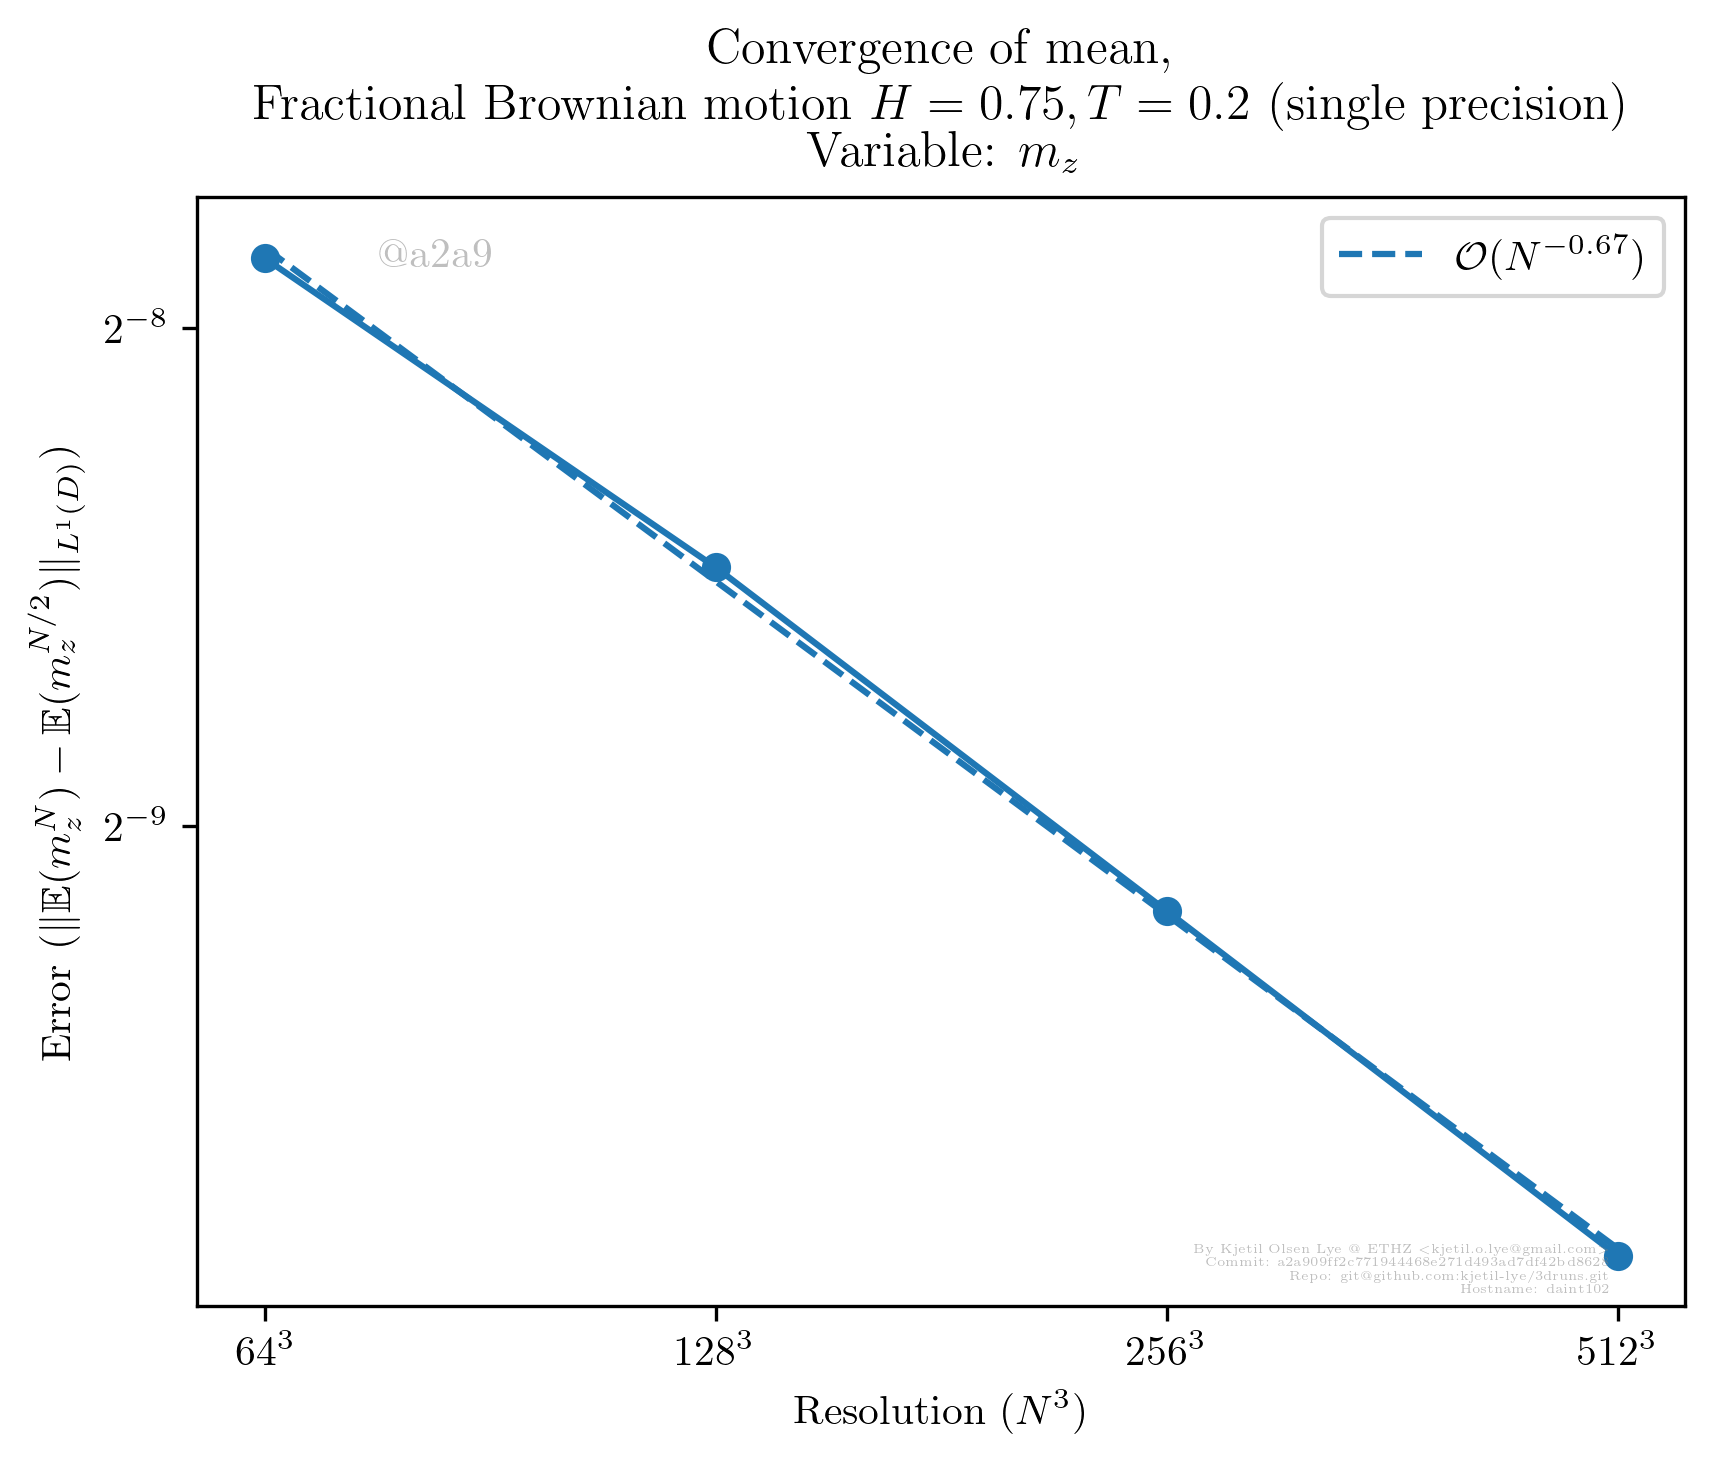 Convergence of mean,
Fractional Brownian motion H = 0.75, T = 0.2 (single precision)
Variable: m_z
@a2a9
O(N^{-0.67})
2^{-8}
2^{-9}
Error (||𝔼(m_z^N) − 𝔼(m_z^{N/2})||_{L^1(D)})
By Kjetil Olsen Lye @ ETHZ <kjetil.o.lye@gmail.com>
Commit:
Repo: git@github.com:kjetil-lye/3druns.git
Hostname: daint102
64^3 128^3 256^3 512^3
Resolution (N^3)